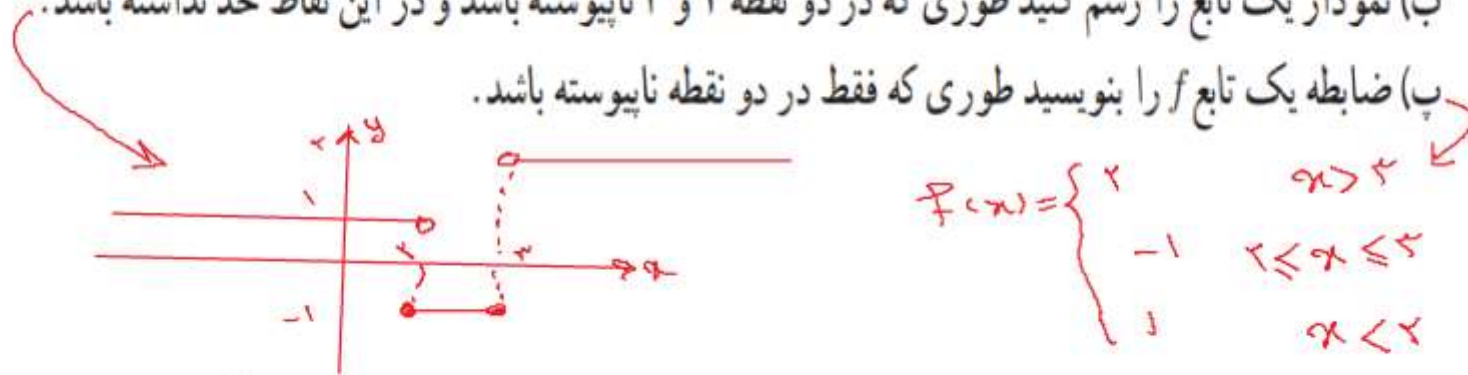 ب) نمودار یک تابع را رسم کنید طوری که در دو نقطه ۲ و ۳ ناپیوسته باشد و در این نقاط حد نداشته باشد.
پ) ضابطه یک تابع f را بنویسید طوری که فقط در دو نقطه ناپیوسته باشد.
۲ y
۱
۲ ۳
x
-۱
f(x)= {
۲ x > ۳
-۱ ۲ ≤ x ≤ ۳
۱ x < ۲